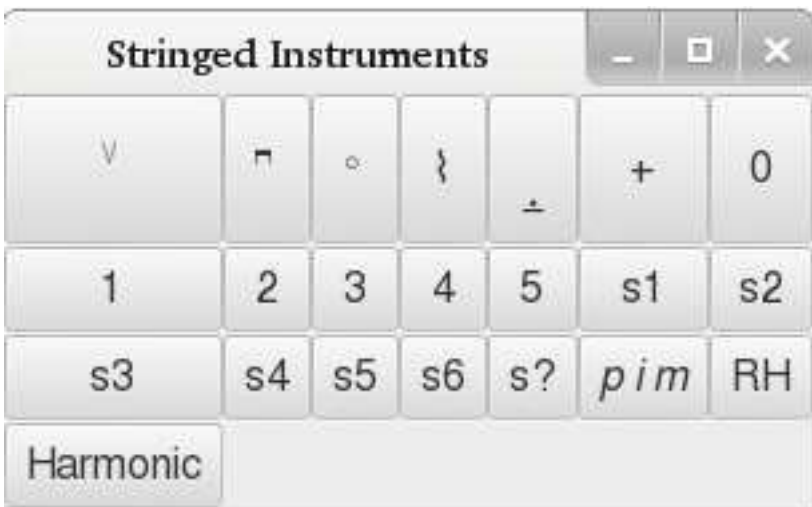 Stringed Instruments
V + 0
1 2 3 4 5 s1 s2
s3 s4 s5 s6 s? p i m RH
Harmonic